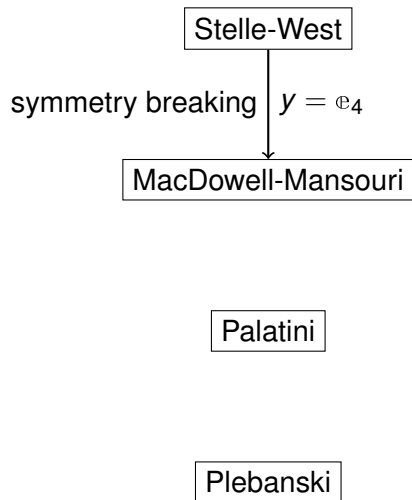 Stelle-West
symmetry breaking y = 𝕖₄
MacDowell-Mansouri
Palatini
Plebanski